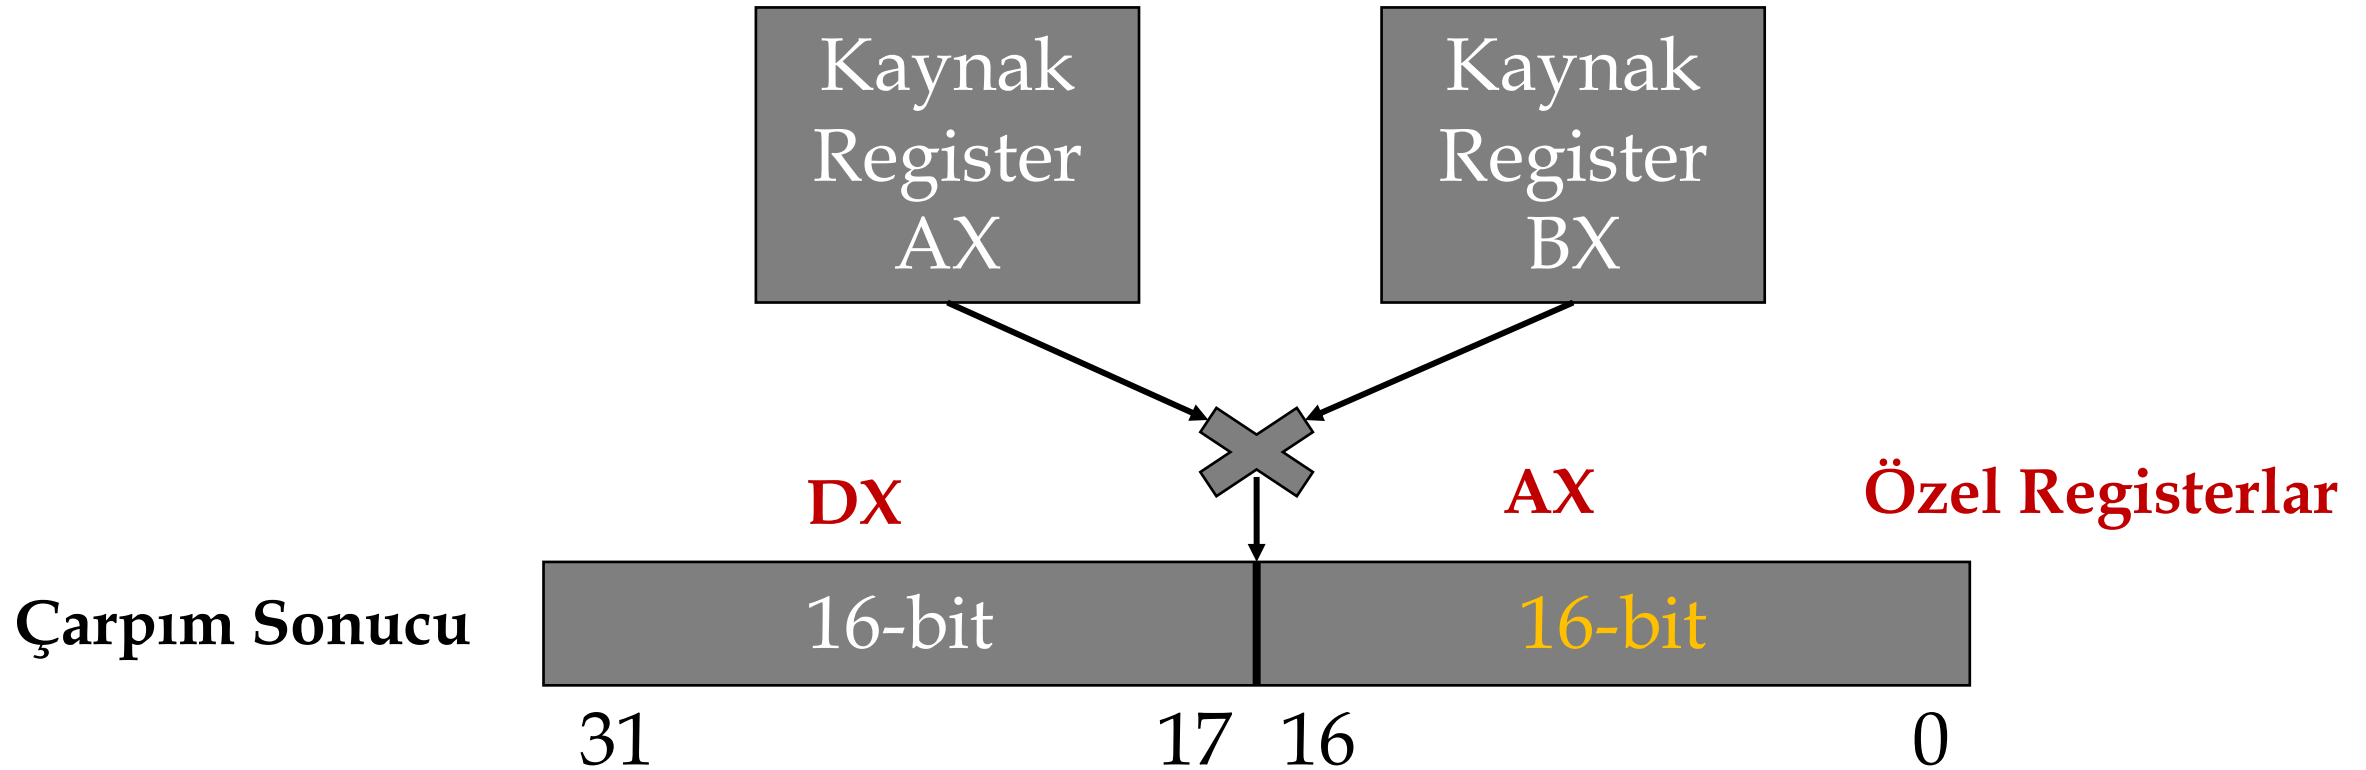 Kaynak
Register
AX
Kaynak
Register
BX
DX
AX
Özel Registerlar
Çarpım Sonucu
16-bit
16-bit
31
17
16
0